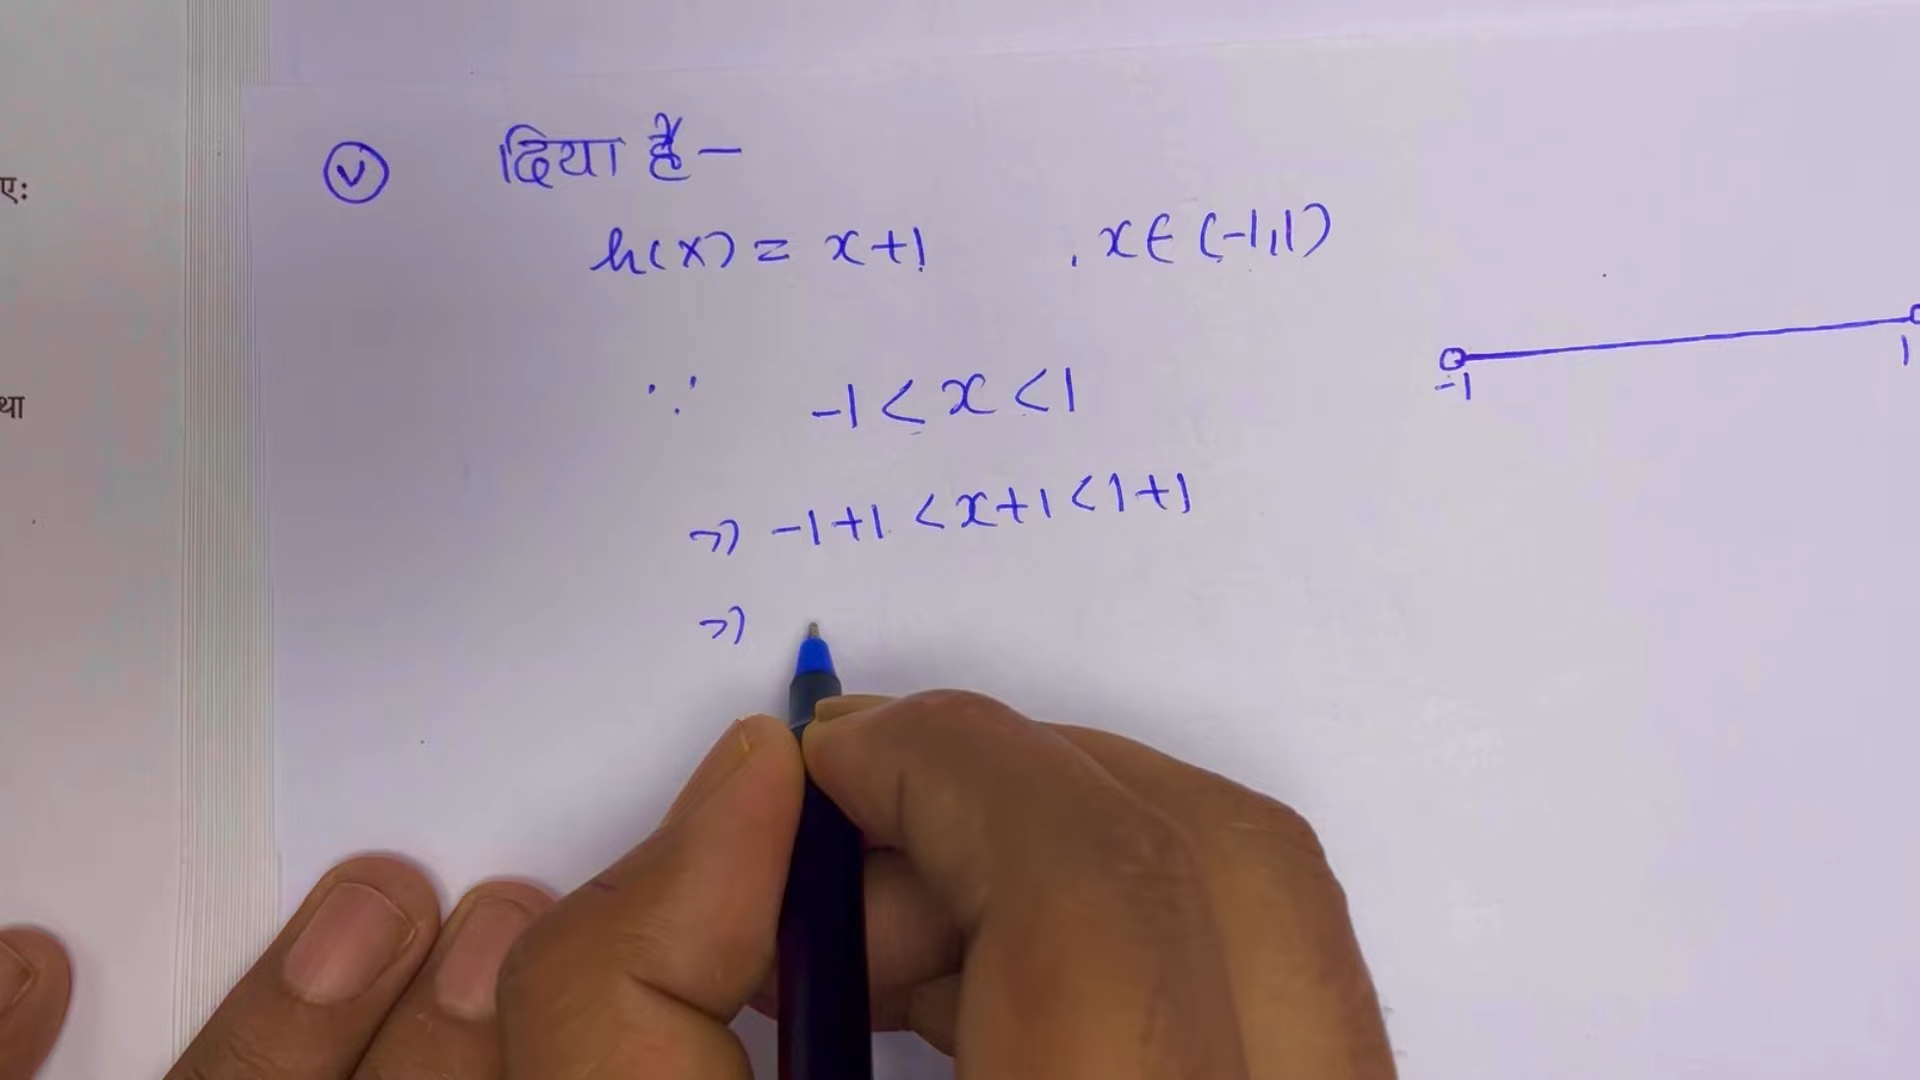 ए:
था
(v) दिया है -
h(x) = x+1 , x∈(-1,1)
-1 1
∵ -1 < x < 1
⇒ -1+1 < x+1 < 1+1
⇒